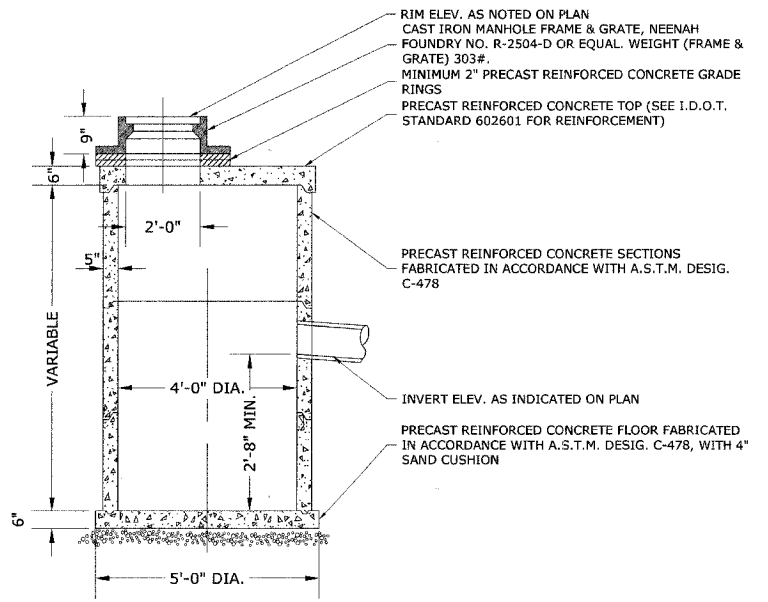 RIM ELEV. AS NOTED ON PLAN
CAST IRON MANHOLE FRAME & GRATE, NEENAH
FOUNDRY NO. R-2504-D OR EQUAL. WEIGHT (FRAME &
GRATE) 303#.
MINIMUM 2" PRECAST REINFORCED CONCRETE GRADE
RINGS
PRECAST REINFORCED CONCRETE TOP (SEE I.D.O.T.
STANDARD 602601 FOR REINFORCEMENT)
9"
6"
2'-0"
5"
PRECAST REINFORCED CONCRETE SECTIONS
FABRICATED IN ACCORDANCE WITH A.S.T.M. DESIG.
C-478
VARIABLE
4'-0" DIA.
2'-8" MIN.
INVERT ELEV. AS INDICATED ON PLAN
PRECAST REINFORCED CONCRETE FLOOR FABRICATED
IN ACCORDANCE WITH A.S.T.M. DESIG. C-478, WITH 4"
SAND CUSHION
6"
5'-0" DIA.